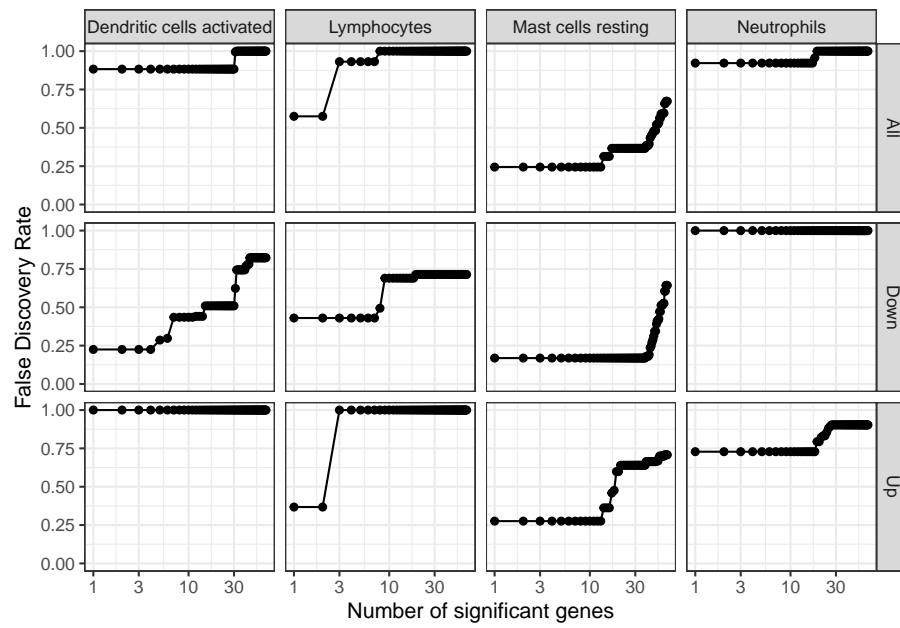 Dendritic cells activated Lymphocytes Mast cells resting Neutrophils
1.00
0.75
0.50
0.25
0.00
All
1.00
0.75
0.50
0.25
0.00
Down
1.00
0.75
0.50
0.25
0.00
Up
False Discovery Rate
1 3 10 30 1 3 10 30 1 3 10 30 1 3 10 30
Number of significant genes